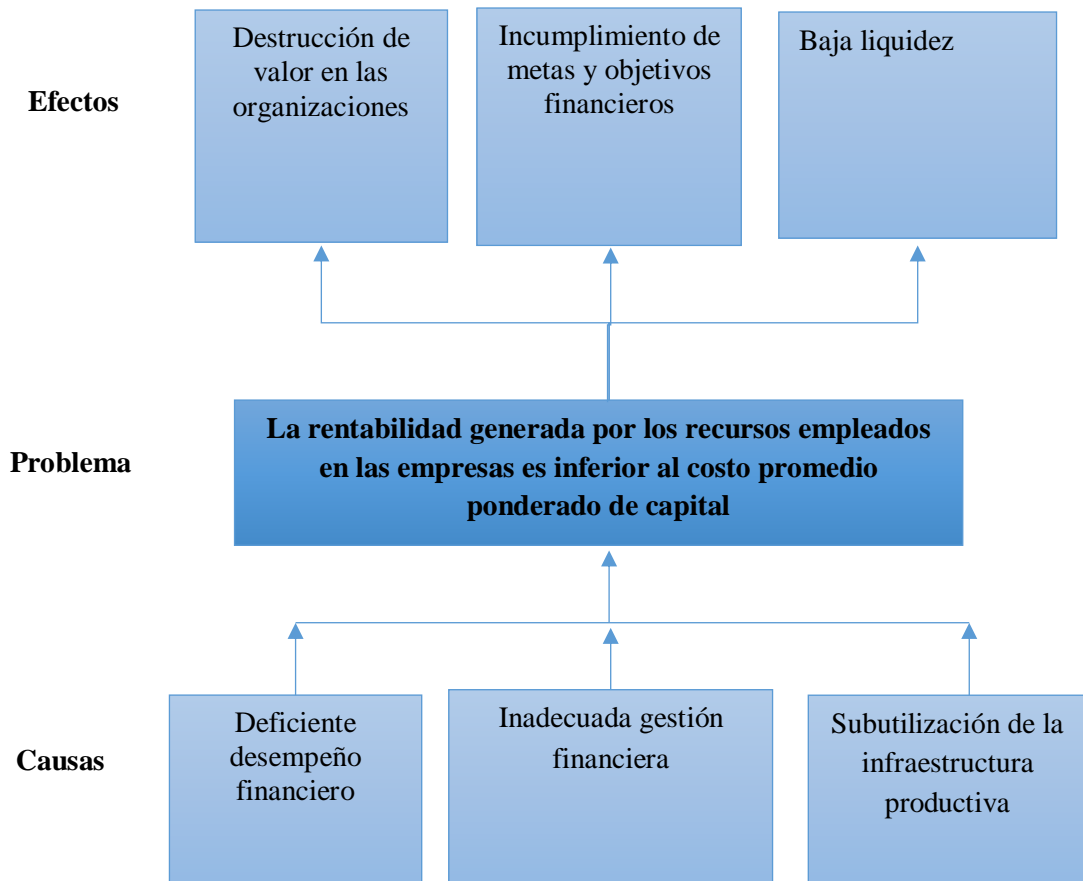 Efectos
Destrucción de
valor en las
organizaciones
Incumplimiento de
metas y objetivos
financieros
Baja liquidez
Problema
La rentabilidad generada por los recursos empleados
en las empresas es inferior al costo promedio
ponderado de capital
Causas
Deficiente
desempeño
financiero
Inadecuada gestión
financiera
Subutilización de la
infraestructura
productiva